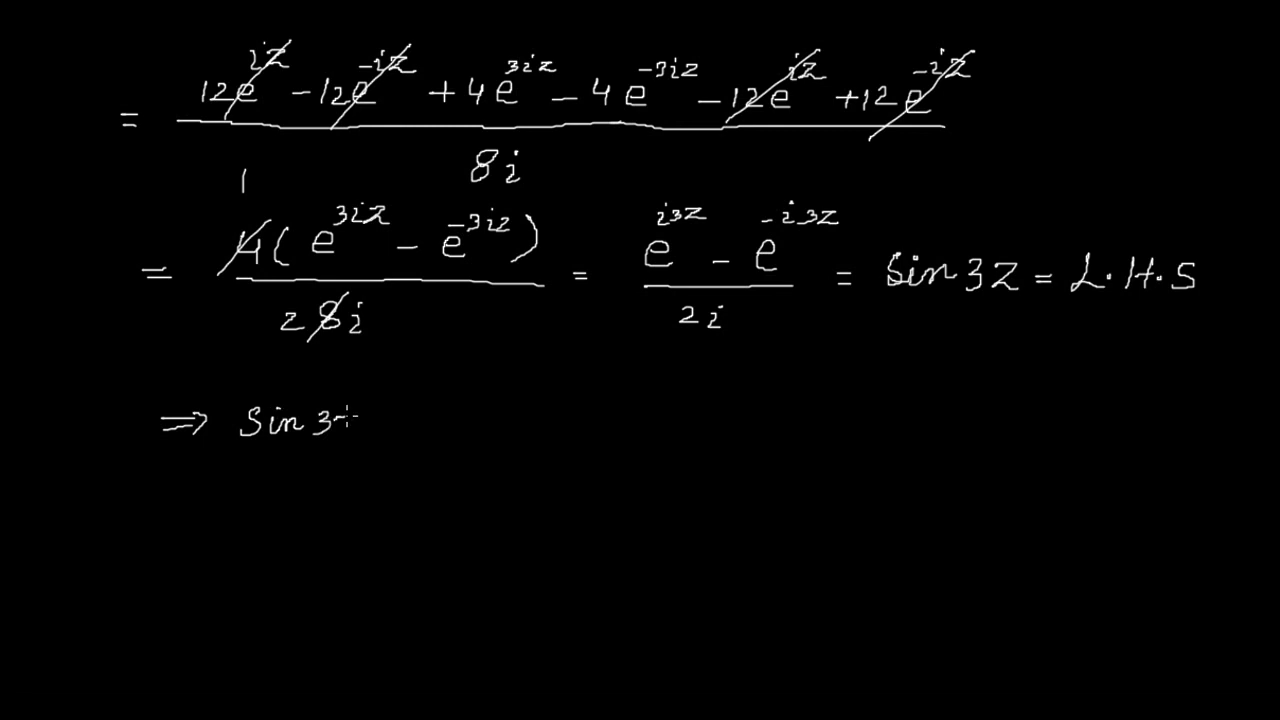 = (12e^{iz} - 12e^{-iz} + 4e^{3iz} - 4e^{-3iz} - 12e^{iz} + 12e^{-iz}) / 8i
= 1 4(e^{3iz} - e^{-3iz}) / 2 8i = (e^{i3z} - e^{-i3z}) / 2i = Sin 3Z = L.H.S
⇒ Sin 3